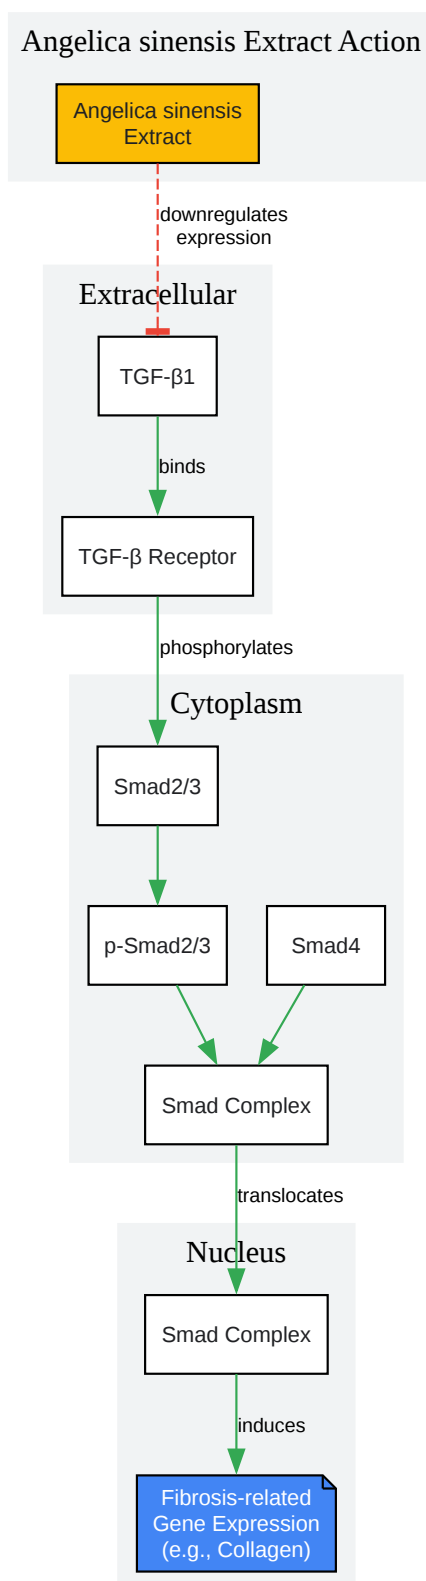 Angelica sinensis Extract Action
Angelica sinensis
Extract
downregulates
expression
Extracellular
TGF-β1
binds
TGF-β Receptor
phosphorylates
Cytoplasm
Smad2/3
p-Smad2/3
Smad4
Smad Complex
translocates
Nucleus
Smad Complex
induces
Fibrosis-related
Gene Expression
(e.g., Collagen)